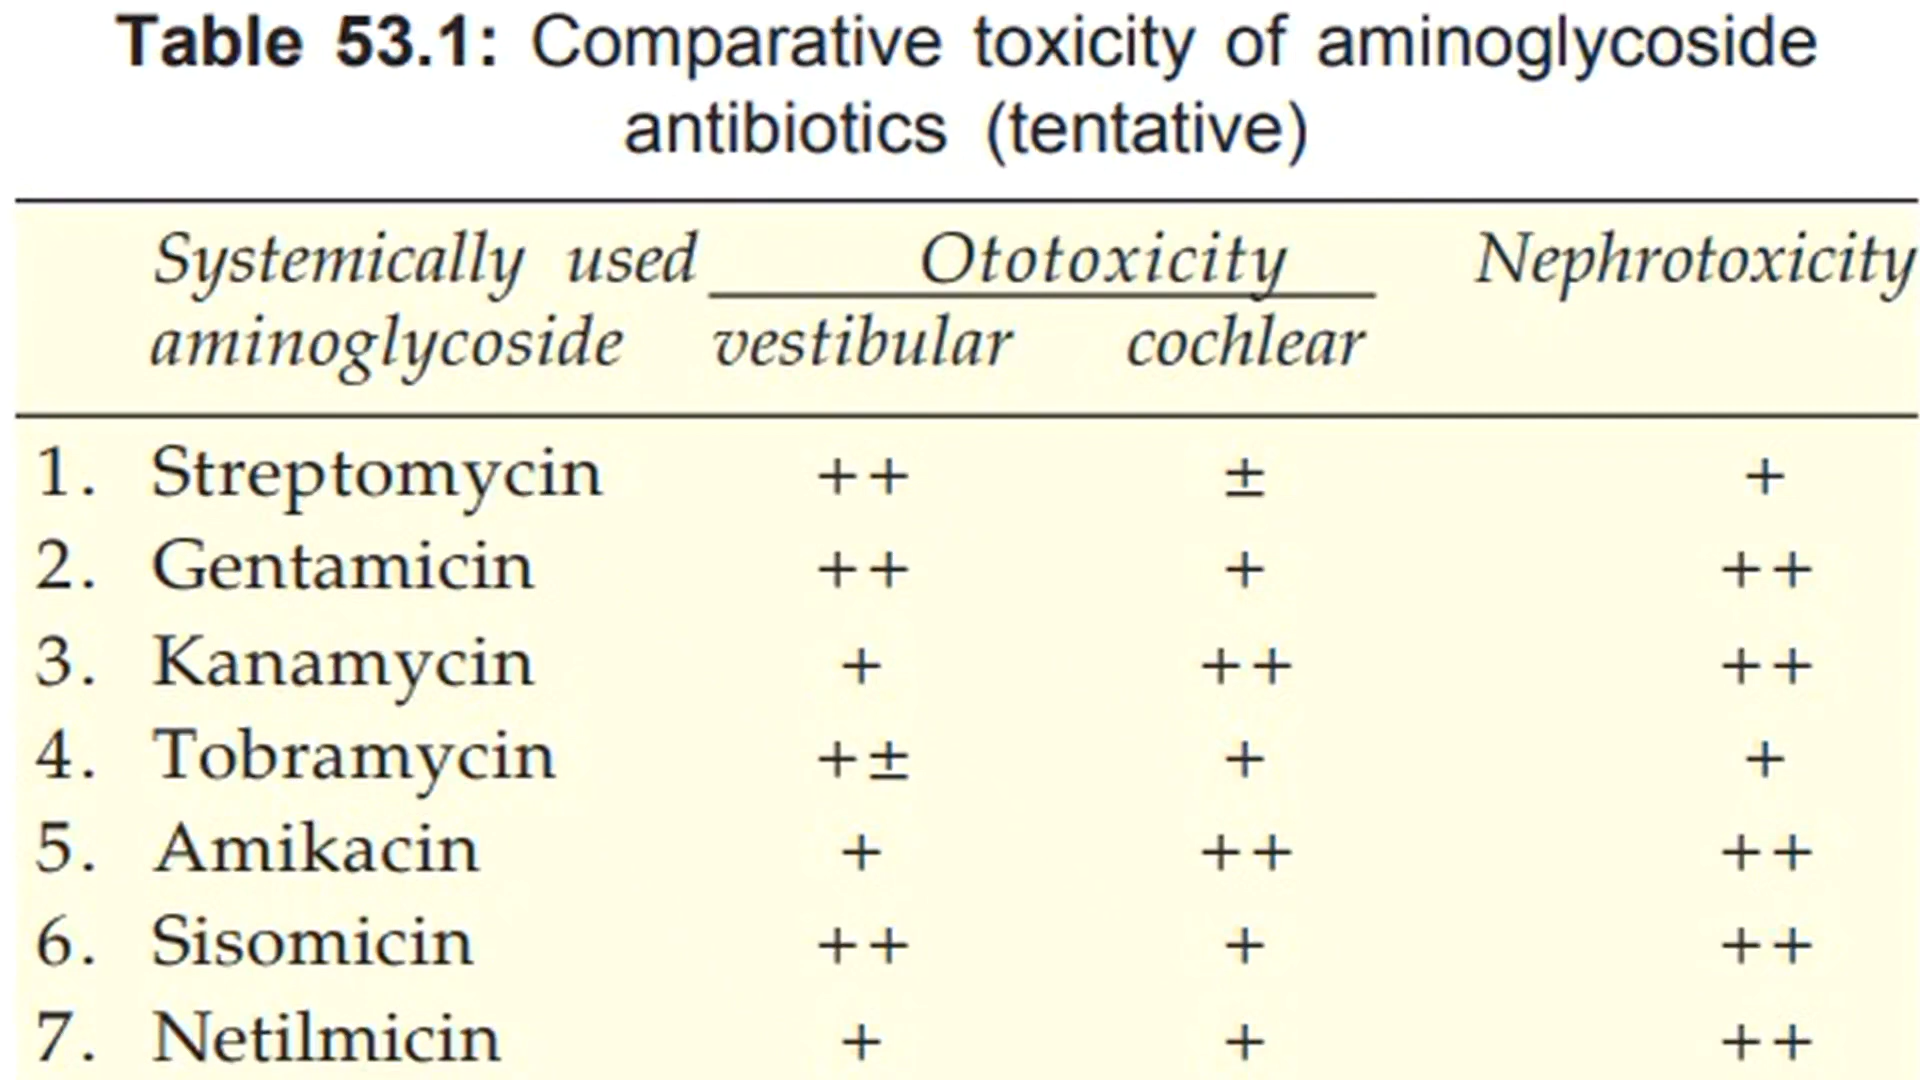 Table 53.1: Comparative toxicity of aminoglycoside
antibiotics (tentative)
Systemically used Ototoxicity Nephrotoxicity
aminoglycoside vestibular cochlear
1. Streptomycin ++ ± +
2. Gentamicin ++ + ++
3. Kanamycin + ++ ++
4. Tobramycin +± + +
5. Amikacin + ++ ++
6. Sisomicin ++ + ++
7. Netilmicin + + ++